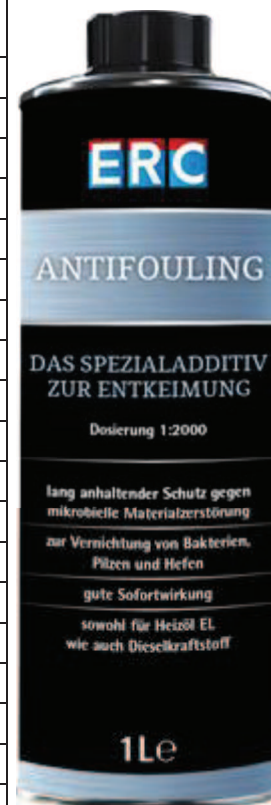 ERC
ANTIFOULING
DAS SPEZIALADDITIV
ZUR ENTKEIMUNG
Dosierung 1:2000
lang anhaltender Schutz gegen
mikrobielle Materialzerstörung
zur Vernichtung von Bakterien,
Pilzen und Hefen
gute Sofortwirkung
sowohl für Heizöl EL
wie auch Dieselkraftstoff
1L℮